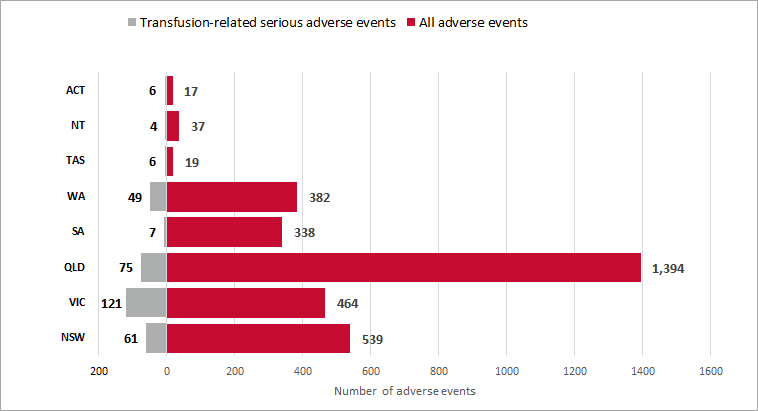 Transfusion-related serious adverse events All adverse events
ACT 6 17
NT 4 37
TAS 6 19
WA 49 382
SA 7 338
QLD 75 1,394
VIC 121 464
NSW 61 539
200 0 200 400 600 800 1000 1200 1400 1600
Number of adverse events